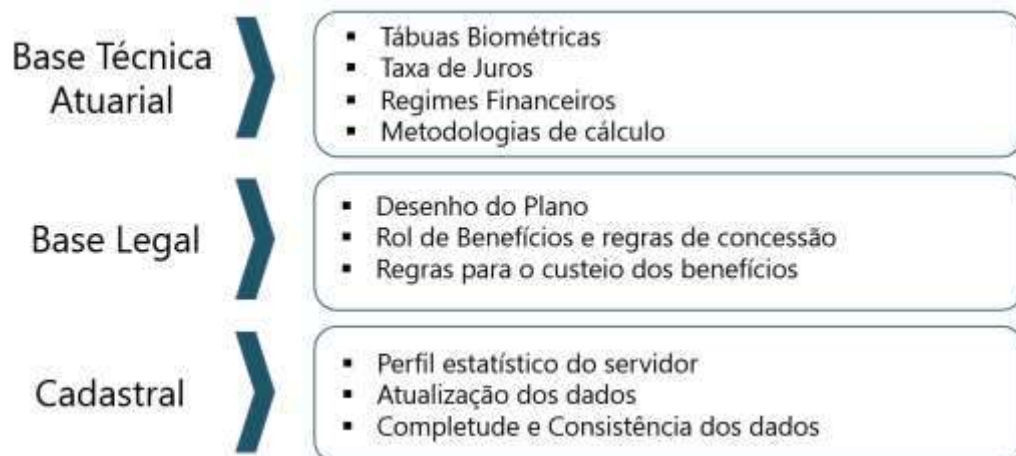 Base Técnica
Atuarial
▪ Tábuas Biométricas
▪ Taxa de Juros
▪ Regimes Financeiros
▪ Metodologias de cálculo
Base Legal
▪ Desenho do Plano
▪ Rol de Benefícios e regras de concessão
▪ Regras para o custeio dos benefícios
Cadastral
▪ Perfil estatístico do servidor
▪ Atualização dos dados
▪ Completude e Consistência dos dados